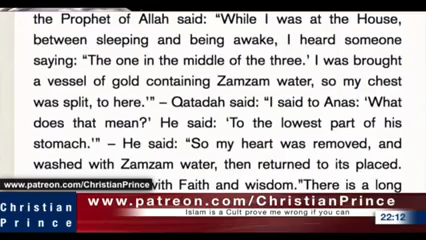 the Prophet of Allah said: “While I was at the House,
between sleeping and being awake, I heard someone
saying: “The one in the middle of the three.’ I was brought
a vessel of gold containing Zamzam water, so my chest
was split, to here.’” – Qatadah said: “I said to Anas: ‘What
does that mean?’ He said: ‘To the lowest part of his
stomach.’” – He said: “So my heart was removed, and
washed with Zamzam water, then returned to its placed.
with Faith and wisdom.”There is a long
www.patreon.com/ChristianPrince
www.patreon.com/ChristianPrince
Christian
Prince
Islam is a Cult prove me wrong if you can
22:12